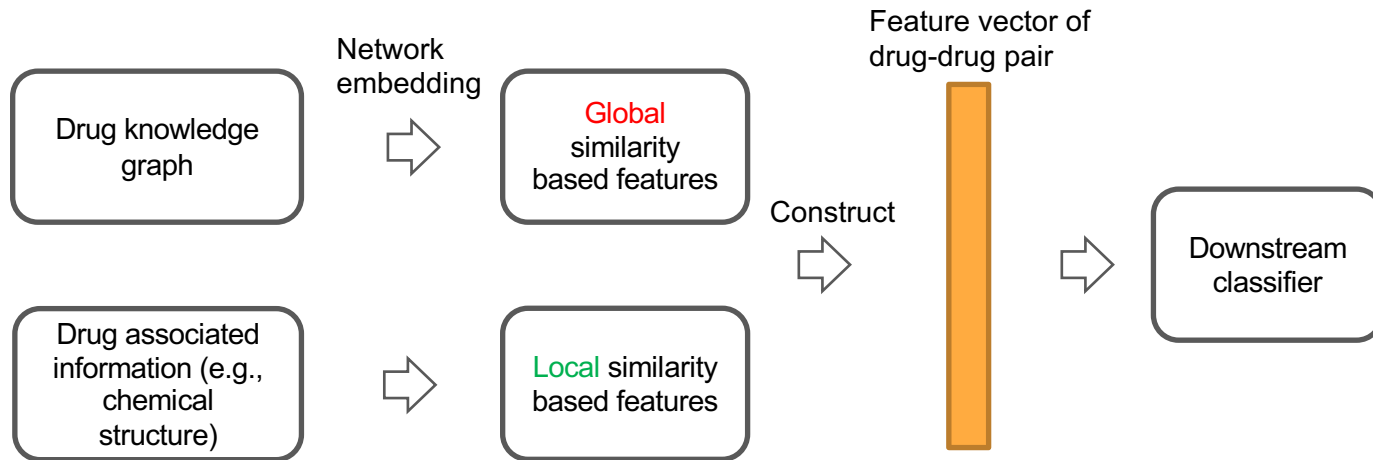 Drug knowledge
graph
Network
embedding
Global
similarity
based features
Drug associated
information (e.g.,
chemical
structure)
Local similarity
based features
Construct
Feature vector of
drug-drug pair
Downstream
classifier